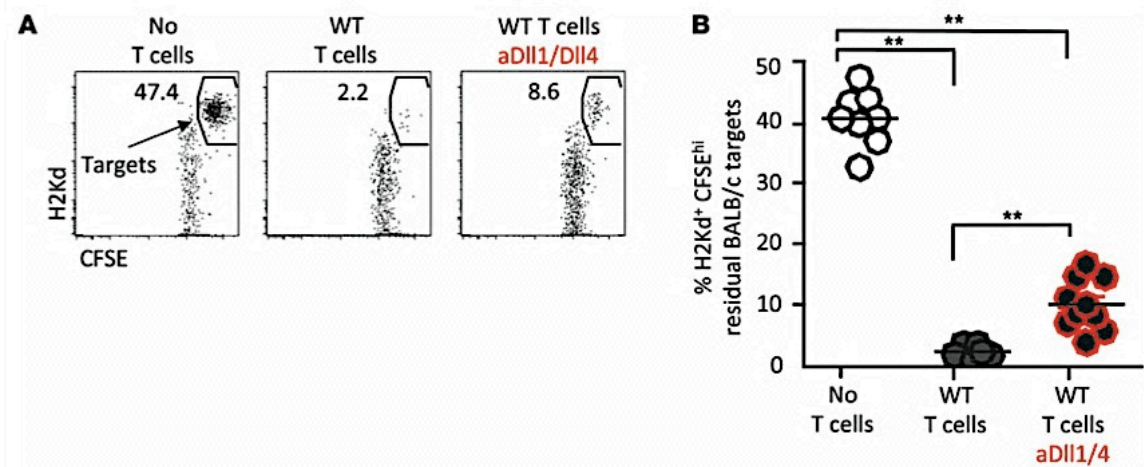 A
No
T cells
WT
T cells
WT T cells
aDll1/Dll4
47.4
2.2
8.6
Targets
H2Kd
CFSE
B
**
**
**
% H2Kd+ CFSEhi
residual BALB/c targets
50
40
30
20
10
0
No
T cells
WT
T cells
WT
T cells
aDll1/4